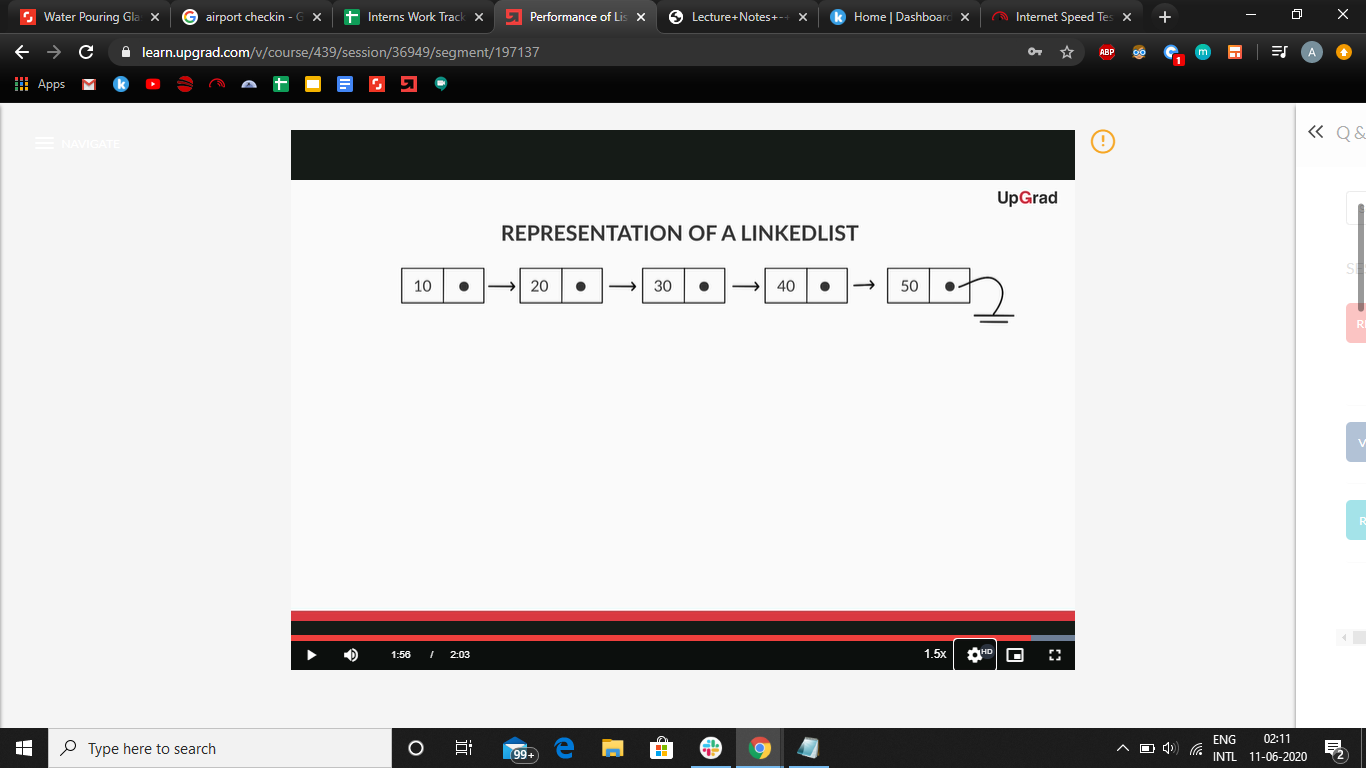 Water Pouring Gla
airport checkin - G
Interns Work Track
Performance of Lis
Lecture+Notes+-+
Home | Dashboard
Internet Speed Tes
learn.upgrad.com/v/course/439/session/36949/segment/197137
ABP
1
m
A
Apps
NAVIGATE
Q &
UpGrad
REPRESENTATION OF A LINKEDLIST
10 20 30 40 50
1:56 / 2:03
1.5x
HD
Type here to search
99+
ENG
INTL
02:11
11-06-2020
2